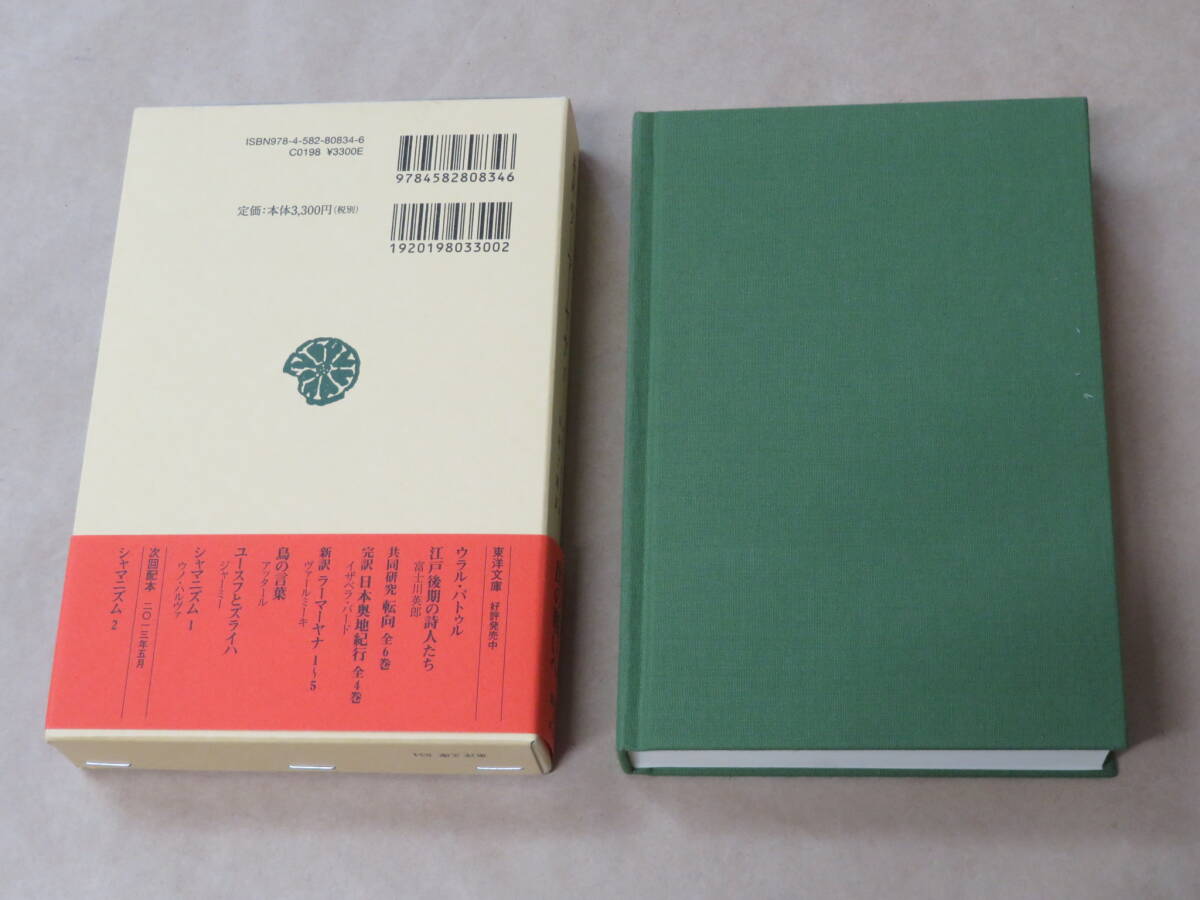 ISBN978-4-582-80834-6
C0198 ¥3300E
9784582808346
定価：本体3,300円（税別）
1920198033002
東洋文庫 好評発売中
ウラル・バトゥル
江戸後期の詩人たち
富士川英郎
共同研究 転向 全6巻
完訳 日本奥地紀行 全4巻
イザベラ・バード
新訳 ラーマーヤナ 1〜5
ヴァールミーキ
鳥の言葉
アッタール
ユースフとズライハ
ジャーミー
シャマニズム 1
ウノ・ハルヴァ
次回配本 二〇一三年五月
シャマニズム 2
東洋文庫 834